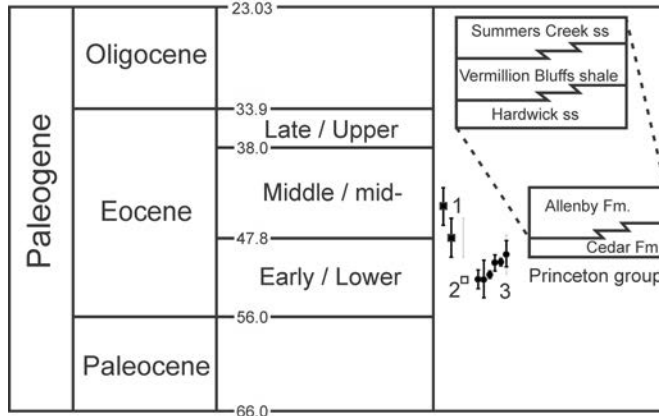 23.03
Summers Creek ss
Oligocene
Vermillion Bluffs shale
Hardwick ss
33.9
Late / Upper
38.0
Paleogene
Middle / mid-
Eocene
1
Allenby Fm.
47.8
Cedar Fm
Early / Lower
2
3
Princeton group
56.0
Paleocene
66.0